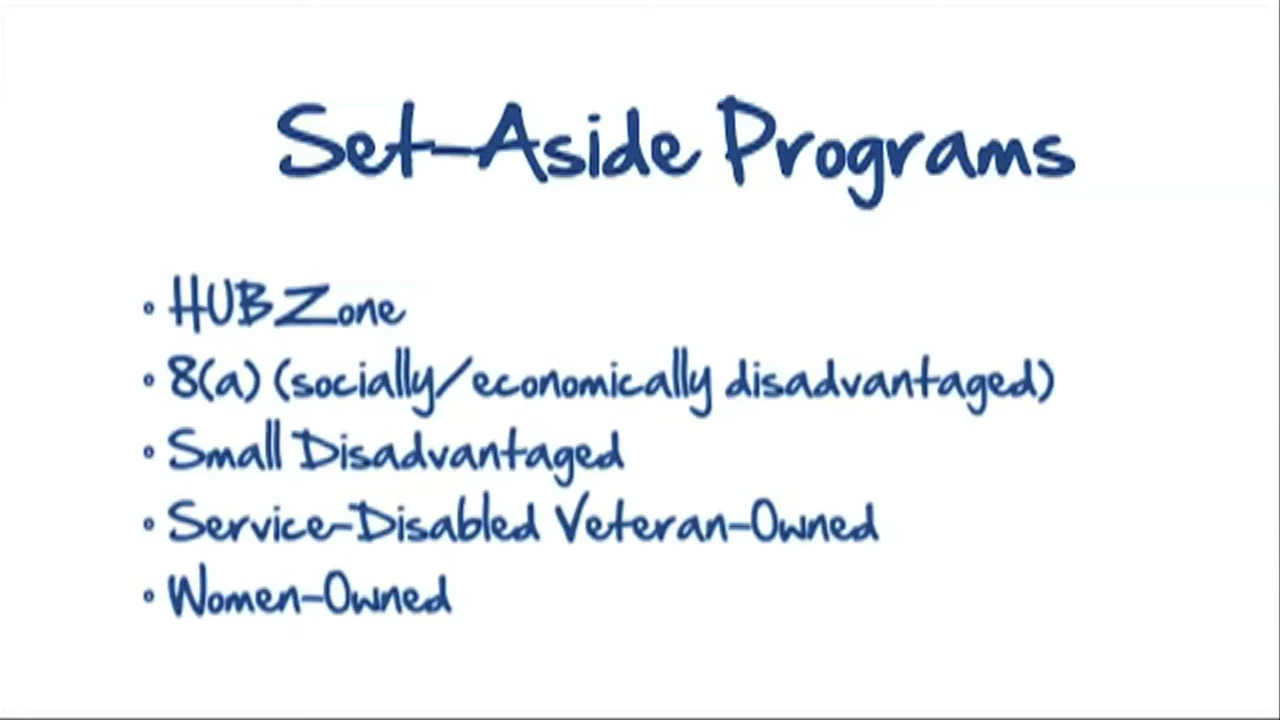 Set-Aside Programs
• HUBZone
• 8(a) (socially/economically disadvantaged)
• Small Disadvantaged
• Service-Disabled Veteran-Owned
• Women-Owned